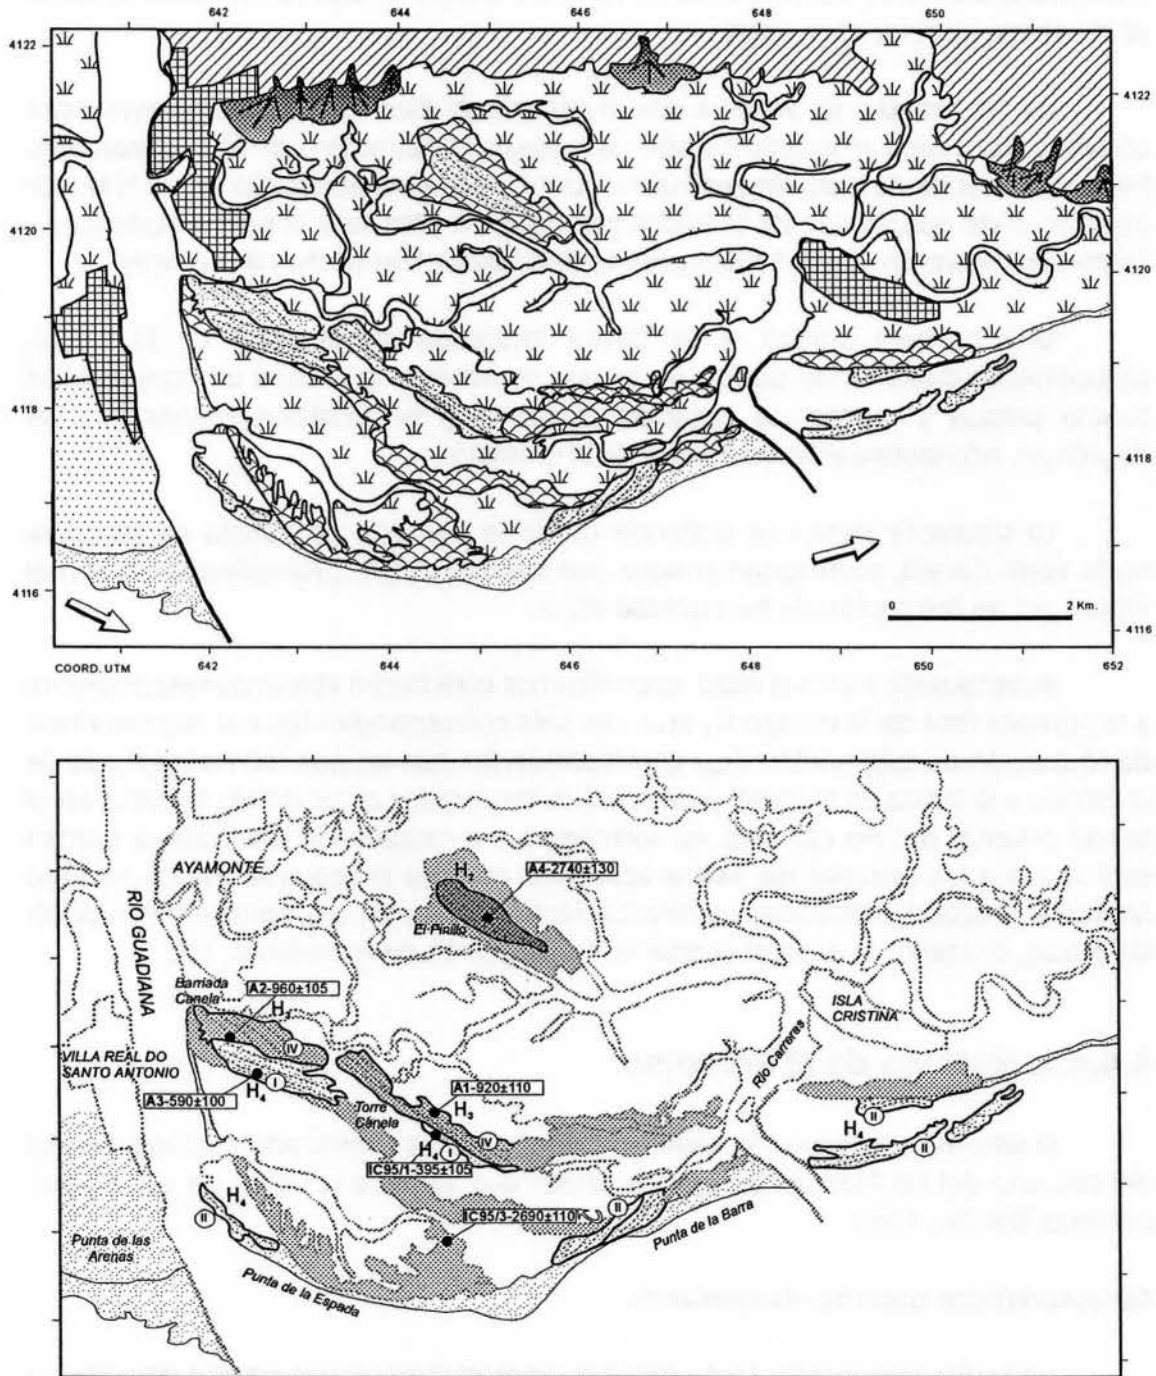 642
644
646
648
650
4122
4122
4120
4120
4118
4118
4116
4116
0 2 Km.
COORD. UTM
642
644
646
648
650
652
AYAMONTE
RIO GUADIANA
H
A4-2740±130
El Pinillo
Barriada
Canela
A2-960±105
H3
IV
ISLA
CRISTINA
VILLA REAL DO
SANTO ANTONIO
I
H4
A3-590±100
Rio Carreras
A1-920±110
H3
Torre
Canela
IV
H4
I
IC95/1-395±105
II
H4
II
H4
II
IC95/3-2690±110
II
Punta de las
Arenas
Punta de la Barra
Punta de la Espada